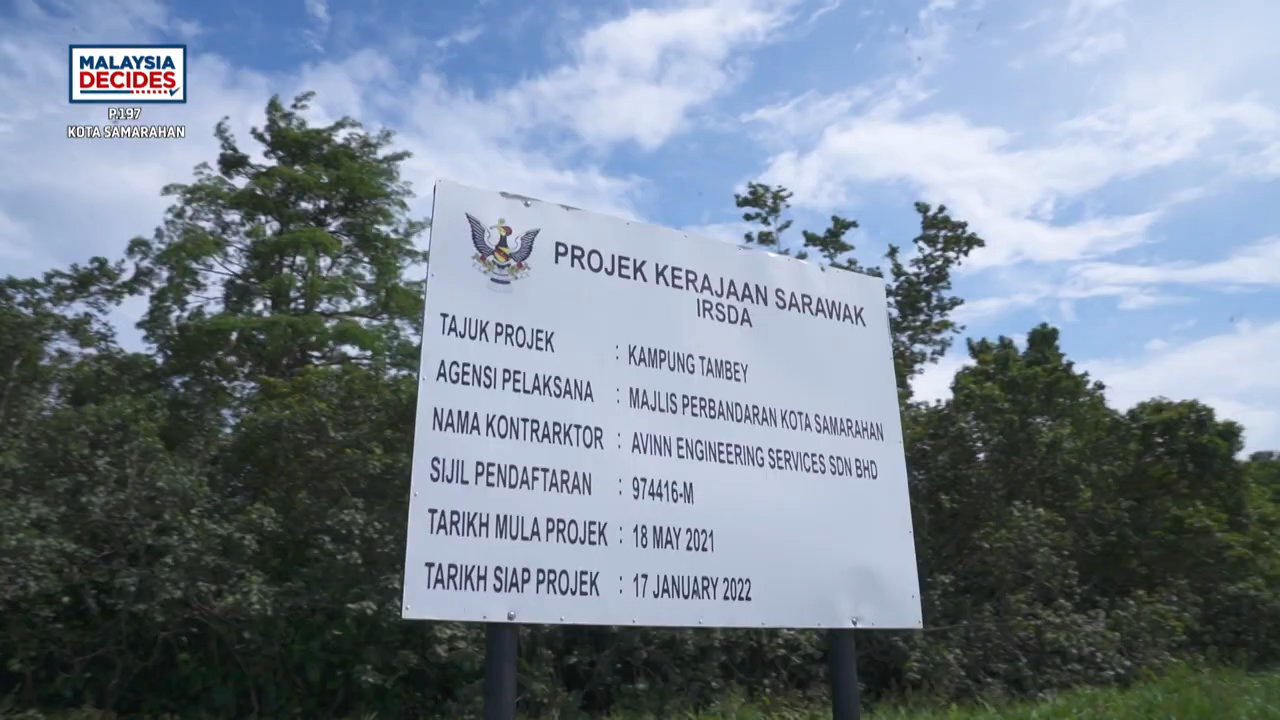 MALAYSIA
DECIDES
P.197
KOTA SAMARAHAN
PROJEK KERAJAAN SARAWAK
IRSDA
TAJUK PROJEK : KAMPUNG TAMBEY
AGENSI PELAKSANA : MAJLIS PERBANDARAN KOTA SAMARAHAN
NAMA KONTRARKTOR : AVINN ENGINEERING SERVICES SDN BHD
SIJIL PENDAFTARAN : 974416-M
TARIKH MULA PROJEK : 18 MAY 2021
TARIKH SIAP PROJEK : 17 JANUARY 2022